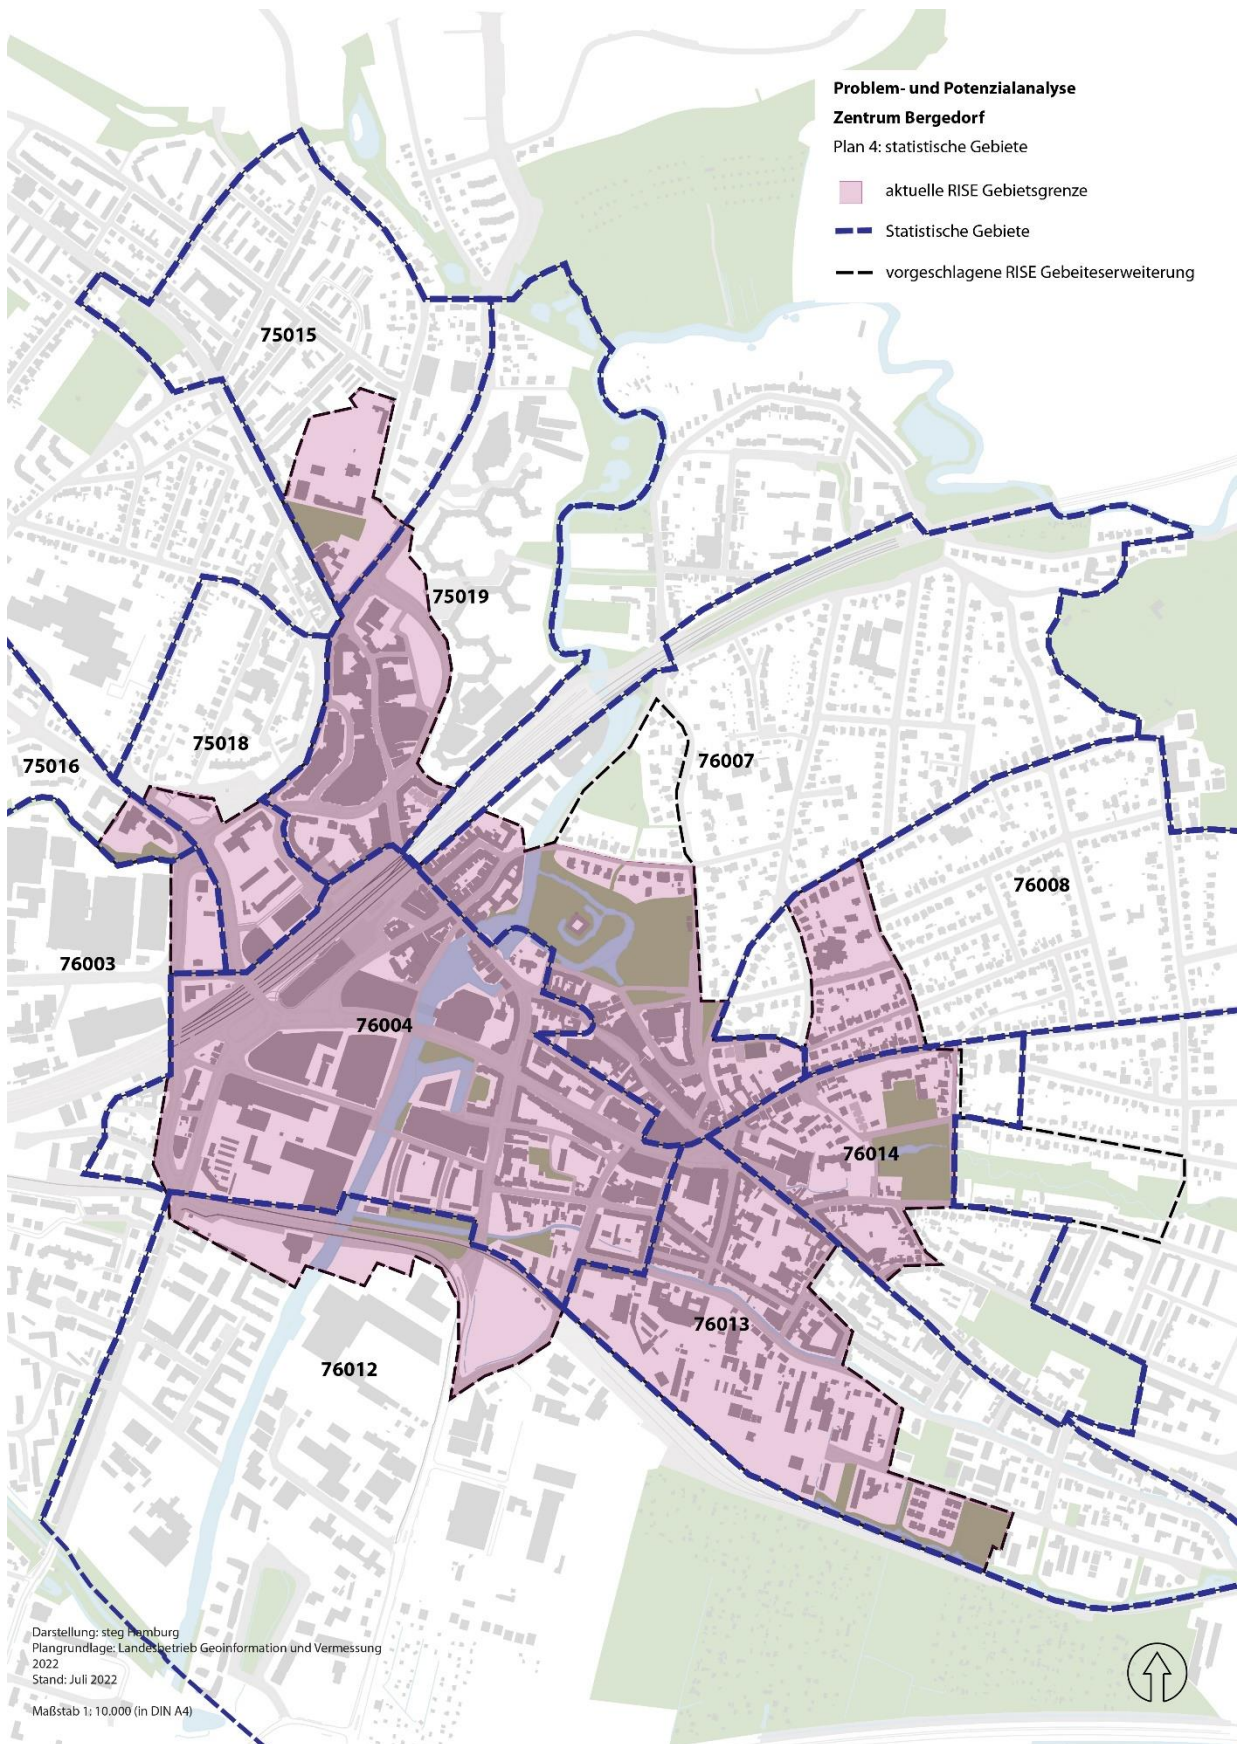 Problem- und Potenzialanalyse
Zentrum Bergedorf
Plan 4: statistische Gebiete
aktuelle RISE Gebietsgrenze
Statistische Gebiete
vorgeschlagene RISE Gebeiteserweiterung
75015
75019
75018
75016
76007
76008
76003
76004
76014
76013
76012
Darstellung: steg Hamburg
Plangrundlage: Landesbetrieb Geoinformation und Vermessung
2022
Stand: Juli 2022
Maßstab 1: 10.000 (in DIN A4)